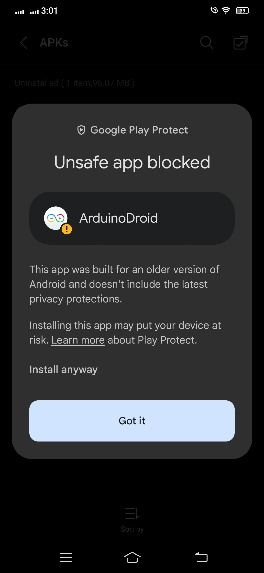 3:01
APKs
Uninstalled ( 1 item,96.07 MB )
Google Play Protect
Unsafe app blocked
ArduinoDroid
This app was built for an older version of
Android and doesn't include the latest
privacy protections.
Installing this app may put your device at
risk. Learn more about Play Protect.
Install anyway
Got it
Sort by